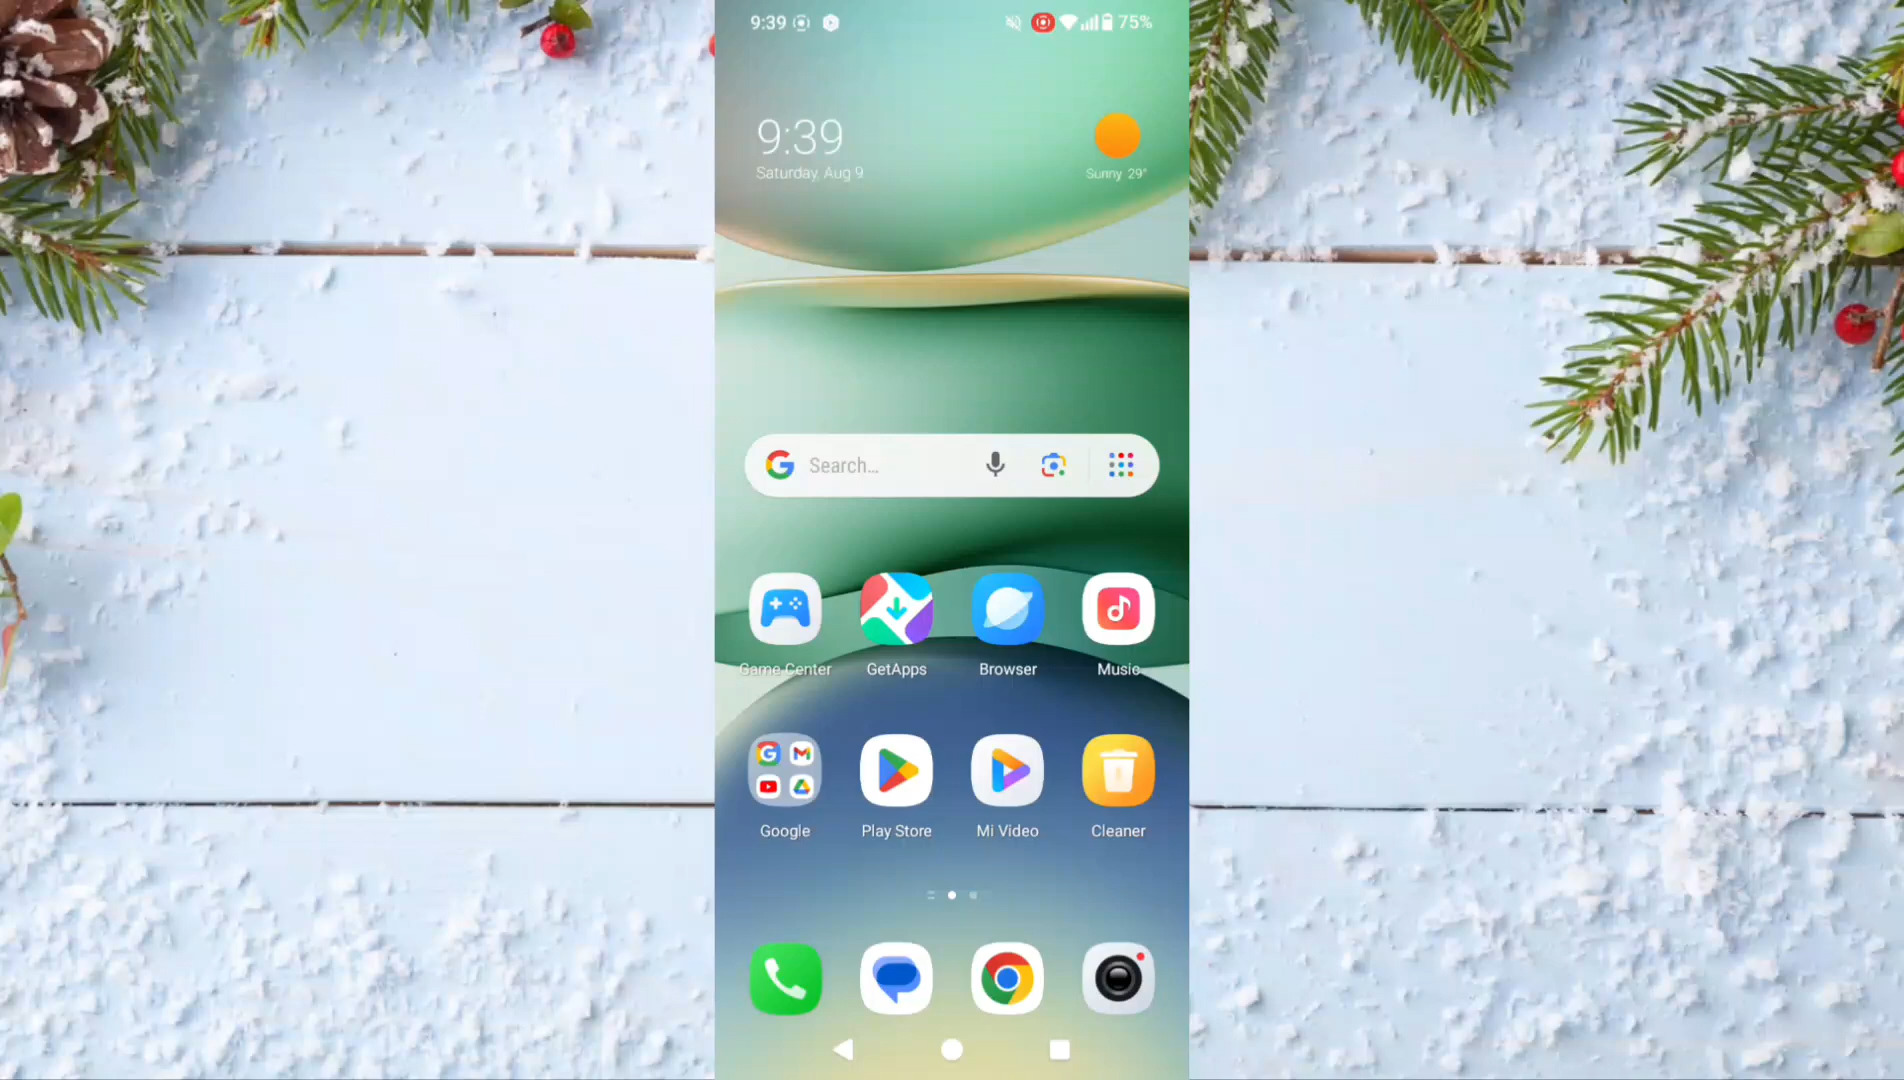 9:39 75%
9:39
Saturday, Aug 9
Sunny 29°
Search...
Game Center GetApps Browser Music
Google Play Store Mi Video Cleaner